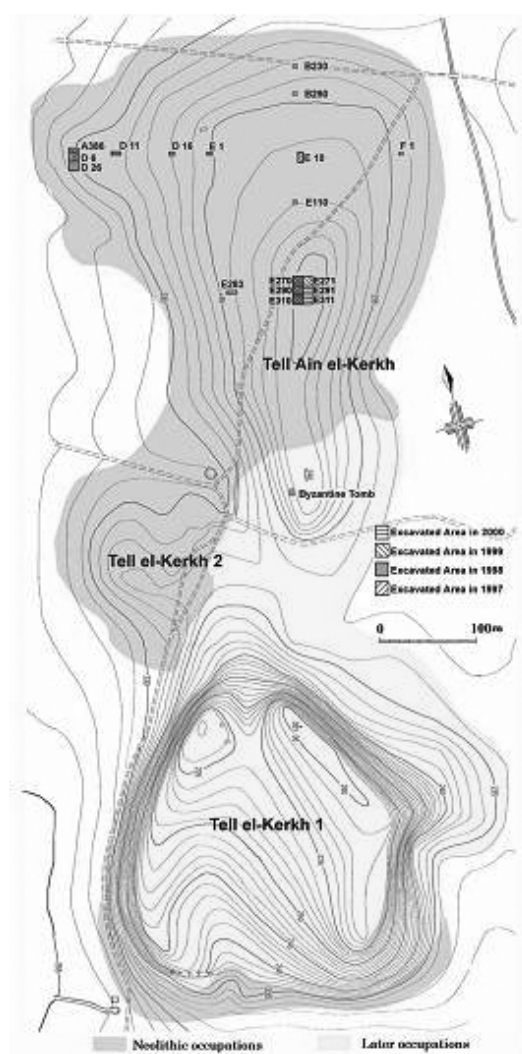 B230
B290
A386
D 6
D 26
D 11
D 16
E 1
E 10
F 1
E110
E270
E271
E290
E291
E310
E311
Tell Ain el-Kerkh
Byzantine Tomb
Tell el-Kerkh 2
Excavated Area in 2000
Excavated Area in 1999
Excavated Area in 1998
Excavated Area in 1997
0 100m
Tell el-Kerkh 1
Neolithic occupations Later occupations